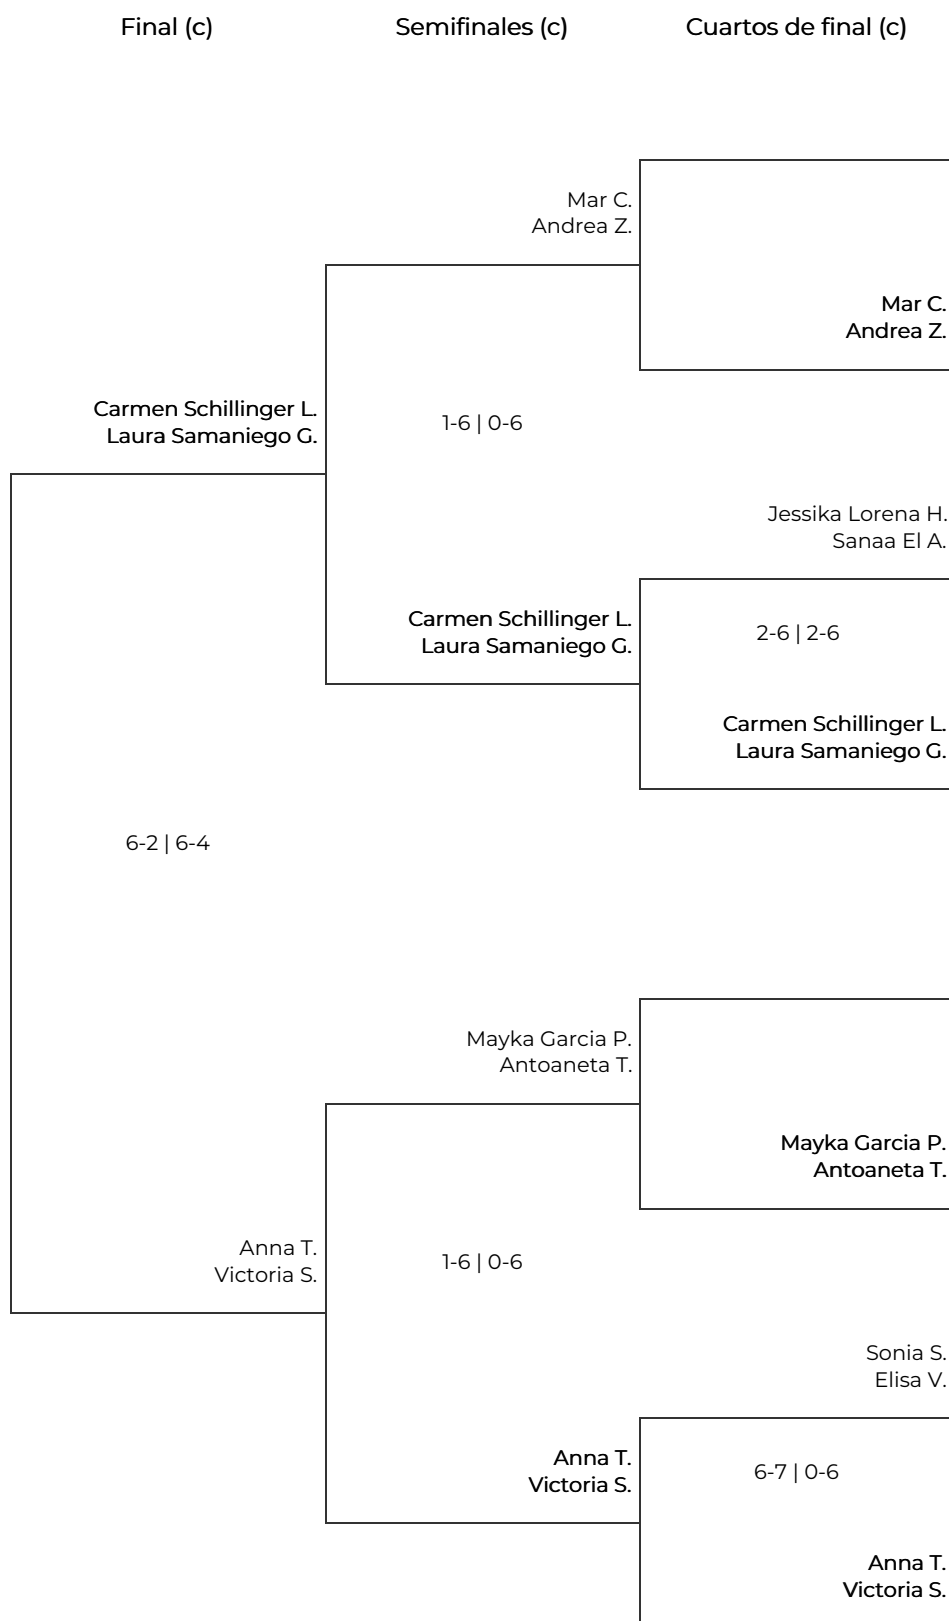 Final (c)
Semifinales (c)
Cuartos de final (c)
Mar C.
Andrea Z.
Mar C.
Andrea Z.
Carmen Schillinger L.
Laura Samaniego G.
1-6 | 0-6
Jessika Lorena H.
Sanaa El A.
Carmen Schillinger L.
Laura Samaniego G.
2-6 | 2-6
Carmen Schillinger L.
Laura Samaniego G.
6-2 | 6-4
Mayka Garcia P.
Antoaneta T.
Mayka Garcia P.
Antoaneta T.
Anna T.
Victoria S.
1-6 | 0-6
Sonia S.
Elisa V.
Anna T.
Victoria S.
6-7 | 0-6
Anna T.
Victoria S.